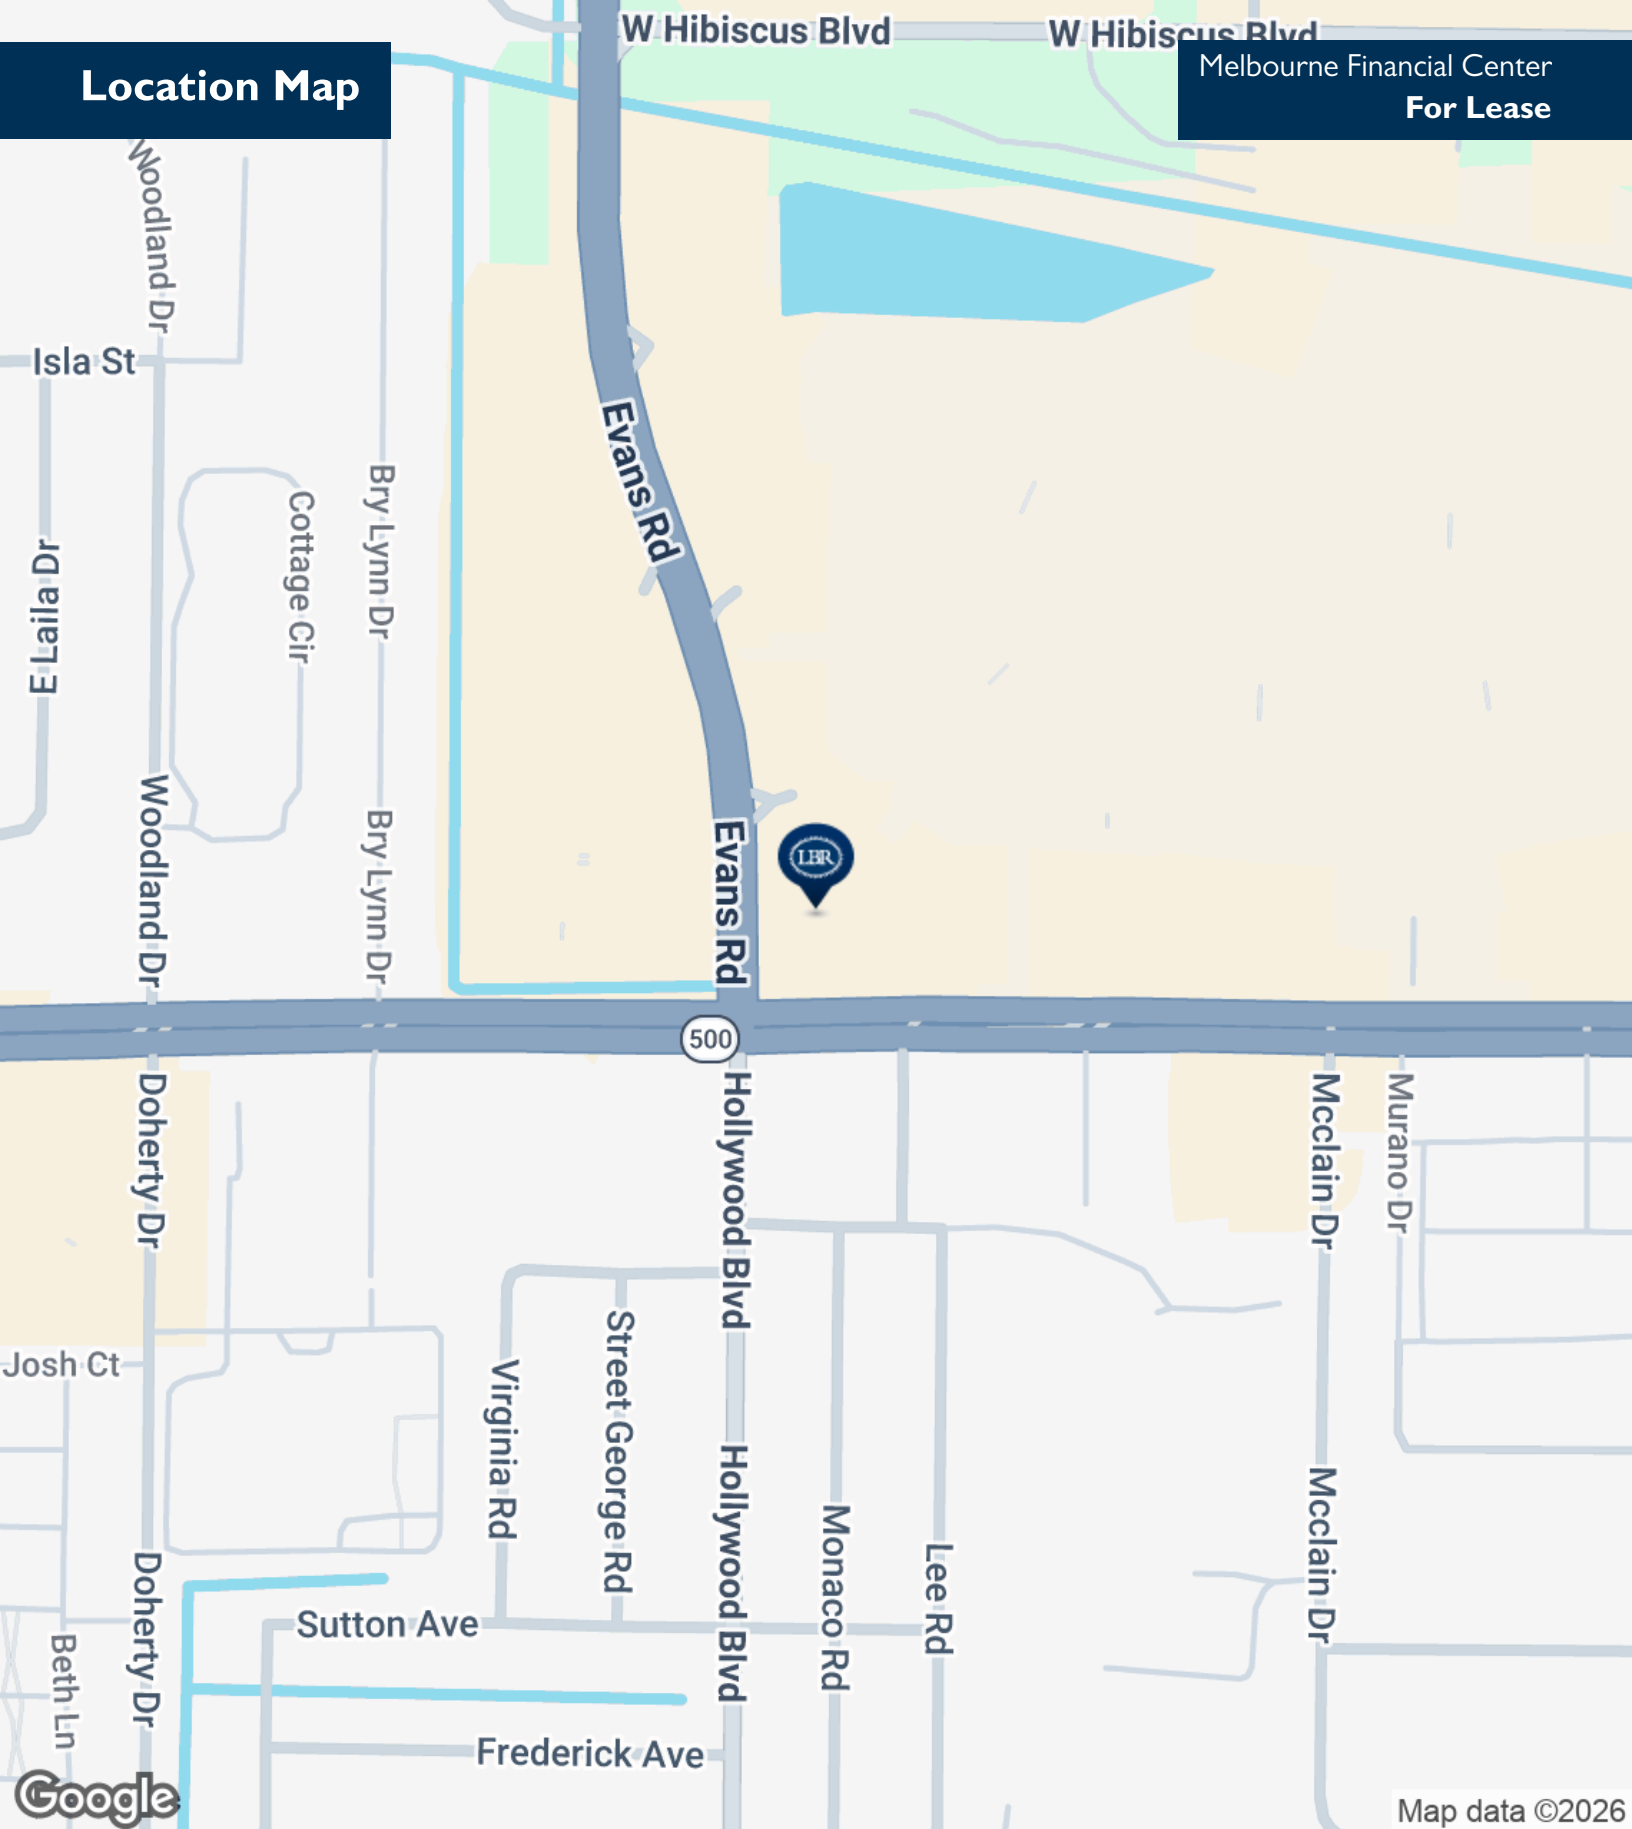 W Hibiscus Blvd
W Hibiscus Blvd
Location Map
Melbourne Financial Center
For Lease
Woodland Dr
Isla St
Evans Rd
Bry Lynn Dr
Cottage Cir
Elaila Dr
Woodland Dr
Bry Lynn Dr
Evans Rd
LBR
500
Doherty Dr
Hollywood Blvd
Mcclain Dr
Murano Dr
Josh Ct
Virginia Rd
Street George Rd
Hollywood Blvd
Monaco Rd
Lee Rd
Mcclain Dr
Doherty Dr
Sutton Ave
Beth Ln
Frederick Ave
Google
Map data ©2026